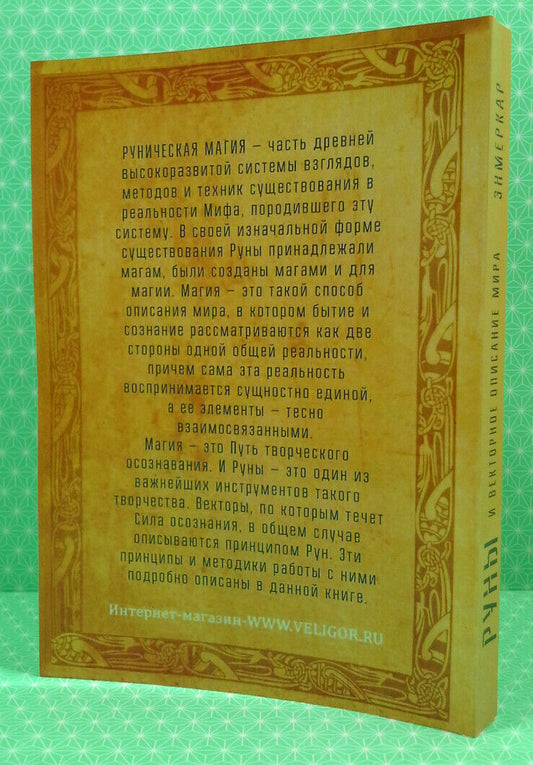 РУНИЧЕСКАЯ МАГИЯ – часть древней
высокоразвитой системы взглядов,
методов и техник существования в
реальности Мифа, породившего эту
систему. В своей изначальной форме
существования Руны принадлежали
магам, были созданы магами и для
магии. Магия – это такой способ
описания мира, в котором бытие и
сознание рассматриваются как две
стороны одной общей реальности,
причем сама эта реальность
воспринимается сущностно единой,
а ее элементы – тесно
взаимосвязанными.
Магия – это Путь творческого
осознавания. И Руны – это один из
важнейших инструментов такого
творчества. Векторы, по которым течет
Сила осознания, в общем случае
описываются принципом Рун. Эти
принципы и методики работы с ними
подробно описаны в данной книге.
Интернет-магазин-WWW.VELIGOR.RU
РУНЫ И ВЕКТОРНОЕ ОПИСАНИЕ МИРА ЭНМЕРКАР